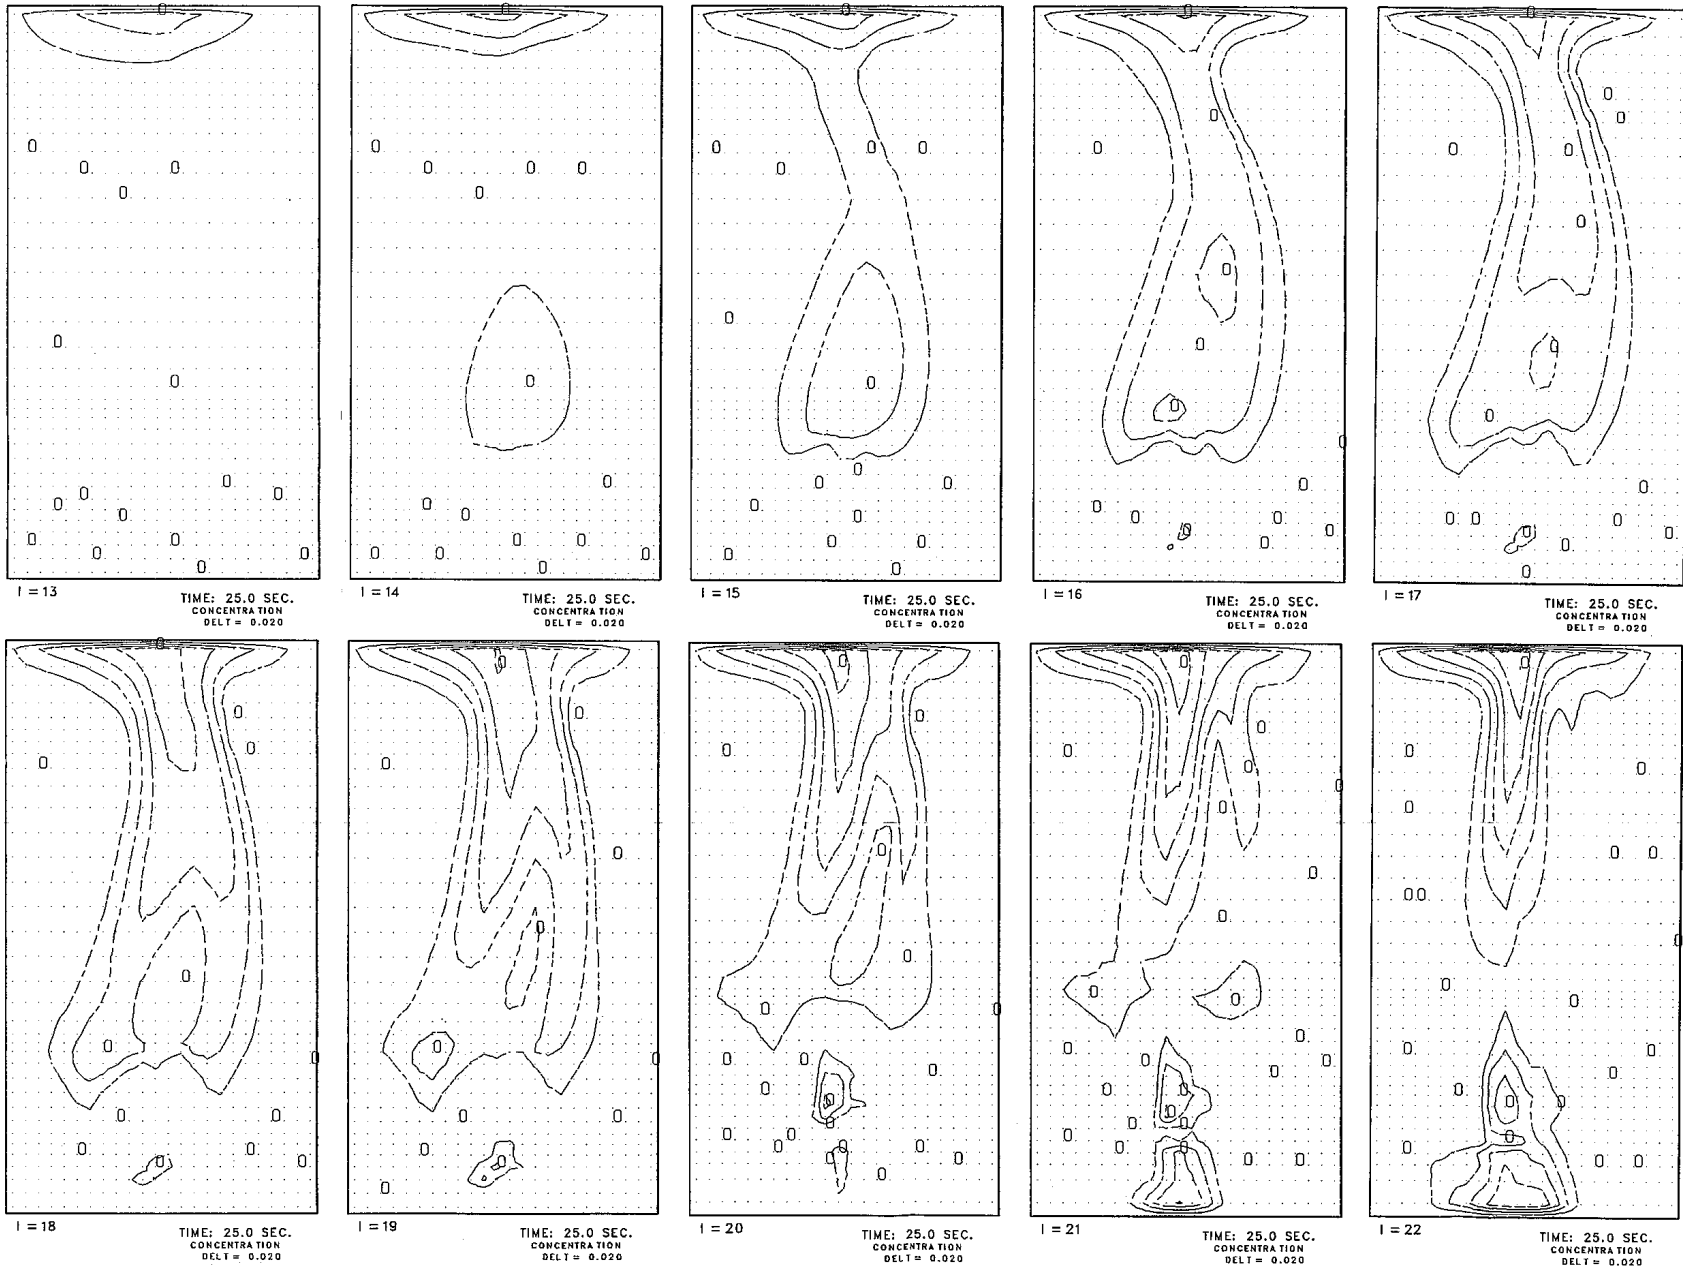 I = 13
TIME: 25.0 SEC.
CONCENTRATION
DELT = 0.020
I = 14
TIME: 25.0 SEC.
CONCENTRATION
DELT = 0.020
I = 15
TIME: 25.0 SEC.
CONCENTRATION
DELT = 0.020
I = 16
TIME: 25.0 SEC.
CONCENTRATION
DELT = 0.020
I = 17
TIME: 25.0 SEC.
CONCENTRATION
DELT = 0.020
I = 18
TIME: 25.0 SEC.
CONCENTRATION
DELT = 0.020
I = 19
TIME: 25.0 SEC.
CONCENTRATION
DELT = 0.020
I = 20
TIME: 25.0 SEC.
CONCENTRATION
DELT = 0.020
I = 21
TIME: 25.0 SEC.
CONCENTRATION
DELT = 0.020
I = 22
TIME: 25.0 SEC.
CONCENTRATION
DELT = 0.020